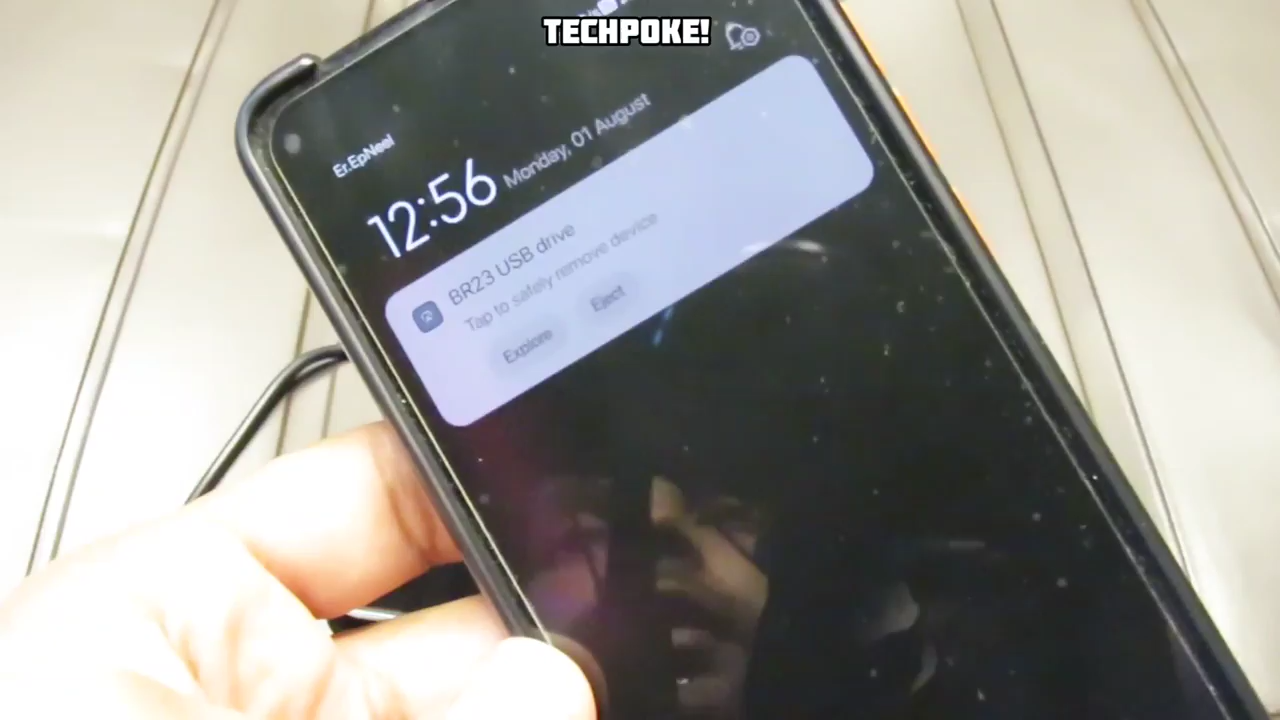 TECHPOKE!
Er.EpNeel
12:56 Monday, 01 August
BR23 USB drive
Tap to safely remove device
Explore Eject